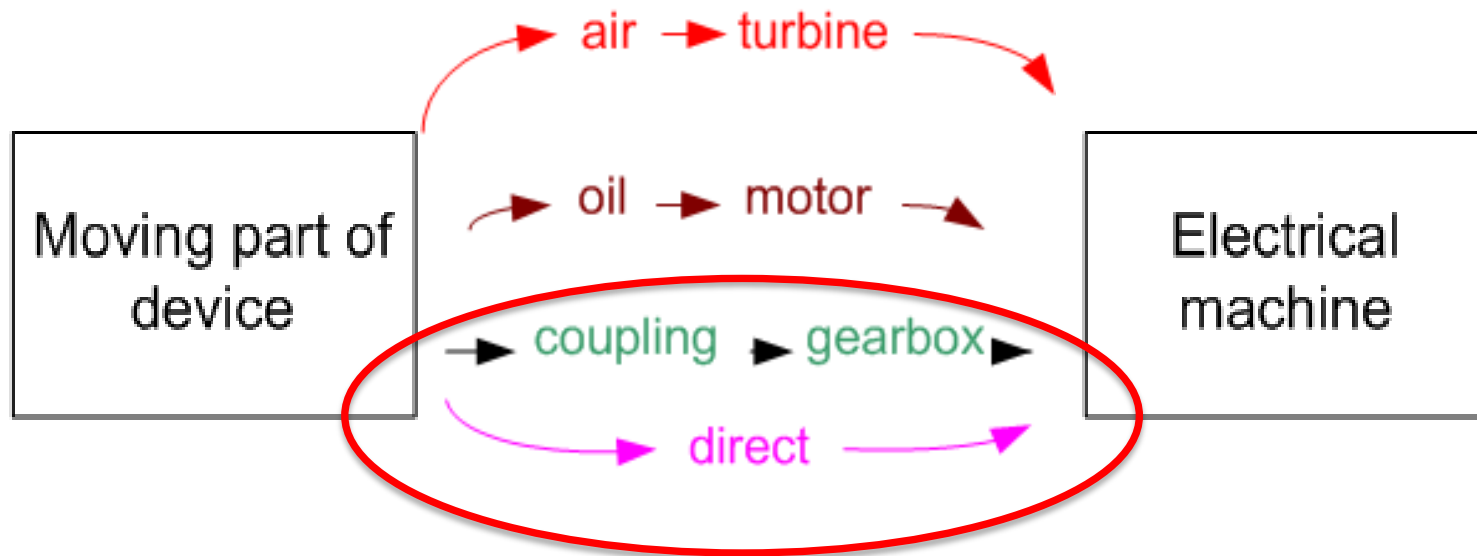 air turbine
oil motor
Moving part of
device
coupling gearbox
direct
Electrical
machine